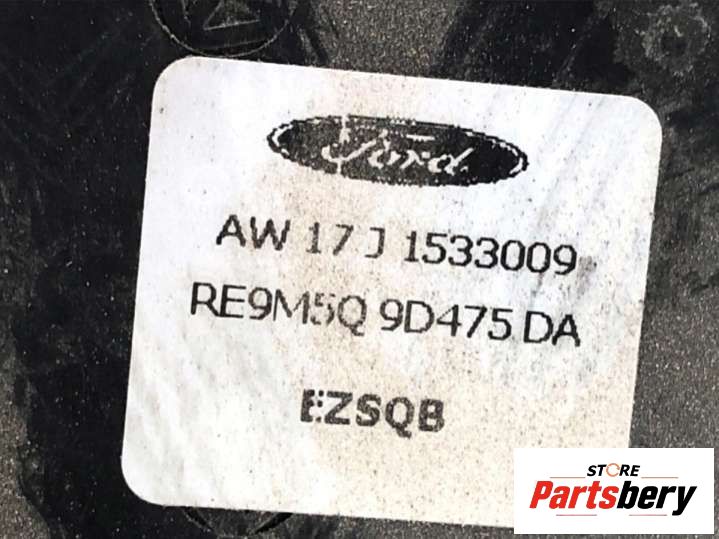 Ford
AW 17 J 1533009
RE9M5Q 9D475 DA
EZSQB
STORE
Partsbery